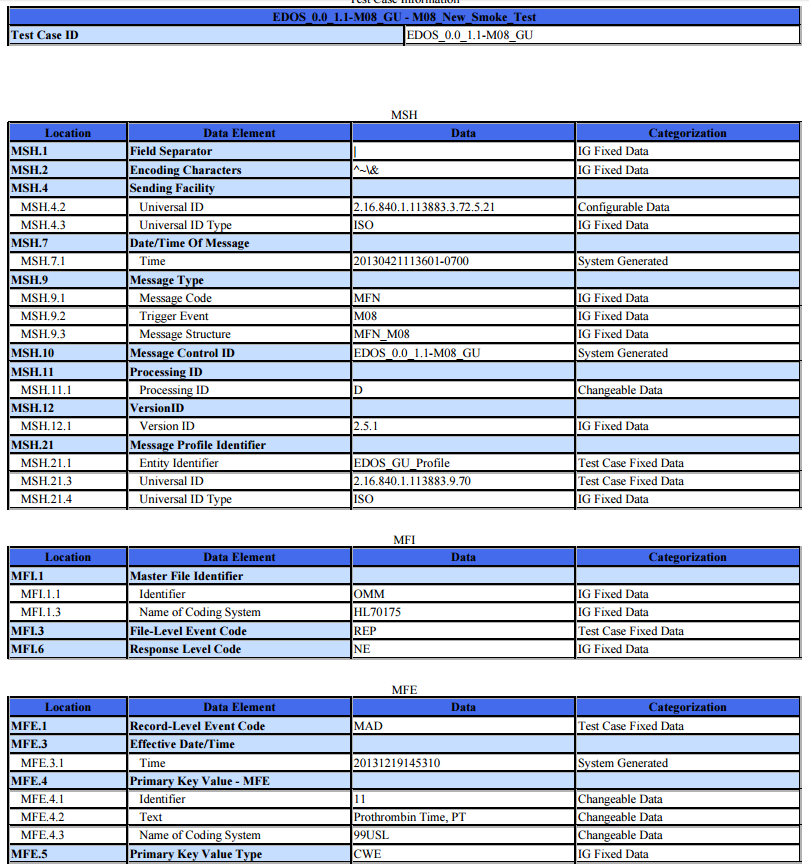 Test Case Information
EDOS_0.0_1.1-M08_GU - M08_New_Smoke_Test
Test Case ID EDOS_0.0_1.1-M08_GU
MSH
Location Data Element Data Categorization
MSH.1 Field Separator | IG Fixed Data
MSH.2 Encoding Characters ^~\& IG Fixed Data
MSH.4 Sending Facility
MSH.4.2 Universal ID 2.16.840.1.113883.3.72.5.21 Configurable Data
MSH.4.3 Universal ID Type ISO IG Fixed Data
MSH.7 Date/Time Of Message
MSH.7.1 Time 20130421113601-0700 System Generated
MSH.9 Message Type
MSH.9.1 Message Code MFN IG Fixed Data
MSH.9.2 Trigger Event M08 IG Fixed Data
MSH.9.3 Message Structure MFN_M08 IG Fixed Data
MSH.10 Message Control ID EDOS_0.0_1.1-M08_GU System Generated
MSH.11 Processing ID
MSH.11.1 Processing ID D Changeable Data
MSH.12 VersionID
MSH.12.1 Version ID 2.5.1 IG Fixed Data
MSH.21 Message Profile Identifier
MSH.21.1 Entity Identifier EDOS_GU_Profile Test Case Fixed Data
MSH.21.3 Universal ID 2.16.840.1.113883.9.70 Test Case Fixed Data
MSH.21.4 Universal ID Type ISO IG Fixed Data
MFI
Location Data Element Data Categorization
MFI.1 Master File Identifier
MFI.1.1 Identifier OMM IG Fixed Data
MFI.1.3 Name of Coding System HL70175 IG Fixed Data
MFI.3 File-Level Event Code REP Test Case Fixed Data
MFI.6 Response Level Code NE IG Fixed Data
MFE
Location Data Element Data Categorization
MFE.1 Record-Level Event Code MAD Test Case Fixed Data
MFE.3 Effective Date/Time
MFE.3.1 Time 20131219145310 System Generated
MFE.4 Primary Key Value - MFE
MFE.4.1 Identifier 11 Changeable Data
MFE.4.2 Text Prothrombin Time, PT Changeable Data
MFE.4.3 Name of Coding System 99USL Changeable Data
MFE.5 Primary Key Value Type CWE IG Fixed Data